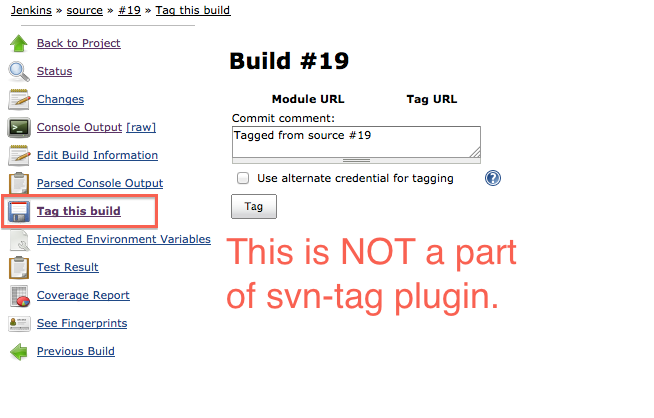 Jenkins » source » #19 » Tag this build
Back to Project
Status
Changes
Console Output [raw]
Edit Build Information
Parsed Console Output
Tag this build
Injected Environment Variables
Test Result
Coverage Report
See Fingerprints
Previous Build
Build #19
Module URL Tag URL
Commit comment:
Tagged from source #19
Use alternate credential for tagging
?
Tag
This is NOT a part
of svn-tag plugin.